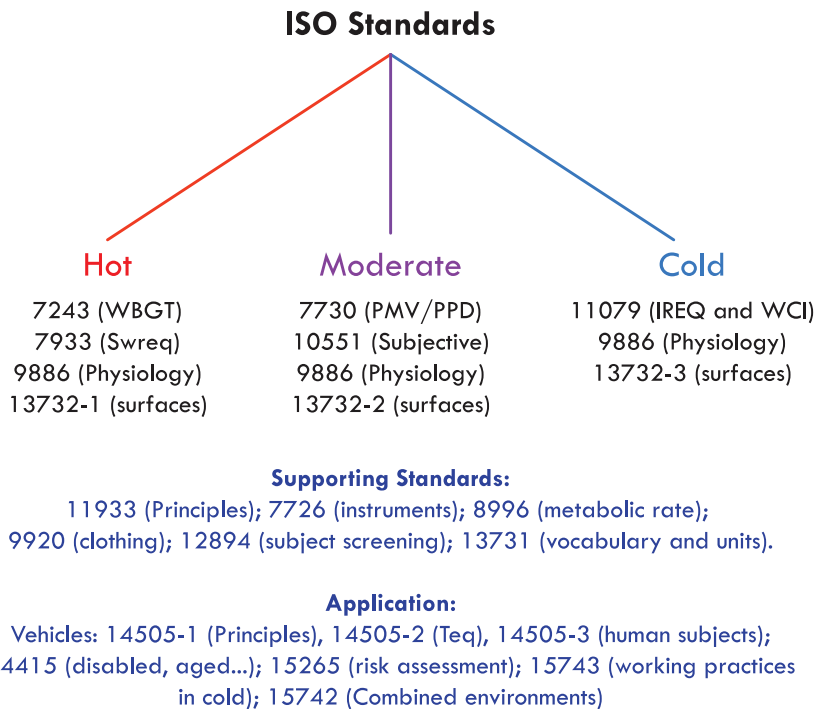 ISO Standards
Hot
7243 (WBGT)
7933 (Swreq)
9886 (Physiology)
13732-1 (surfaces)
Moderate
7730 (PMV/PPD)
10551 (Subjective)
9886 (Physiology)
13732-2 (surfaces)
Cold
11079 (IREQ and WCI)
9886 (Physiology)
13732-3 (surfaces)
Supporting Standards:
11933 (Principles); 7726 (instruments); 8996 (metabolic rate);
9920 (clothing); 12894 (subject screening); 13731 (vocabulary and units).
Application:
Vehicles: 14505-1 (Principles), 14505-2 (Teq), 14505-3 (human subjects);
4415 (disabled, aged...); 15265 (risk assessment); 15743 (working practices
in cold); 15742 (Combined environments)